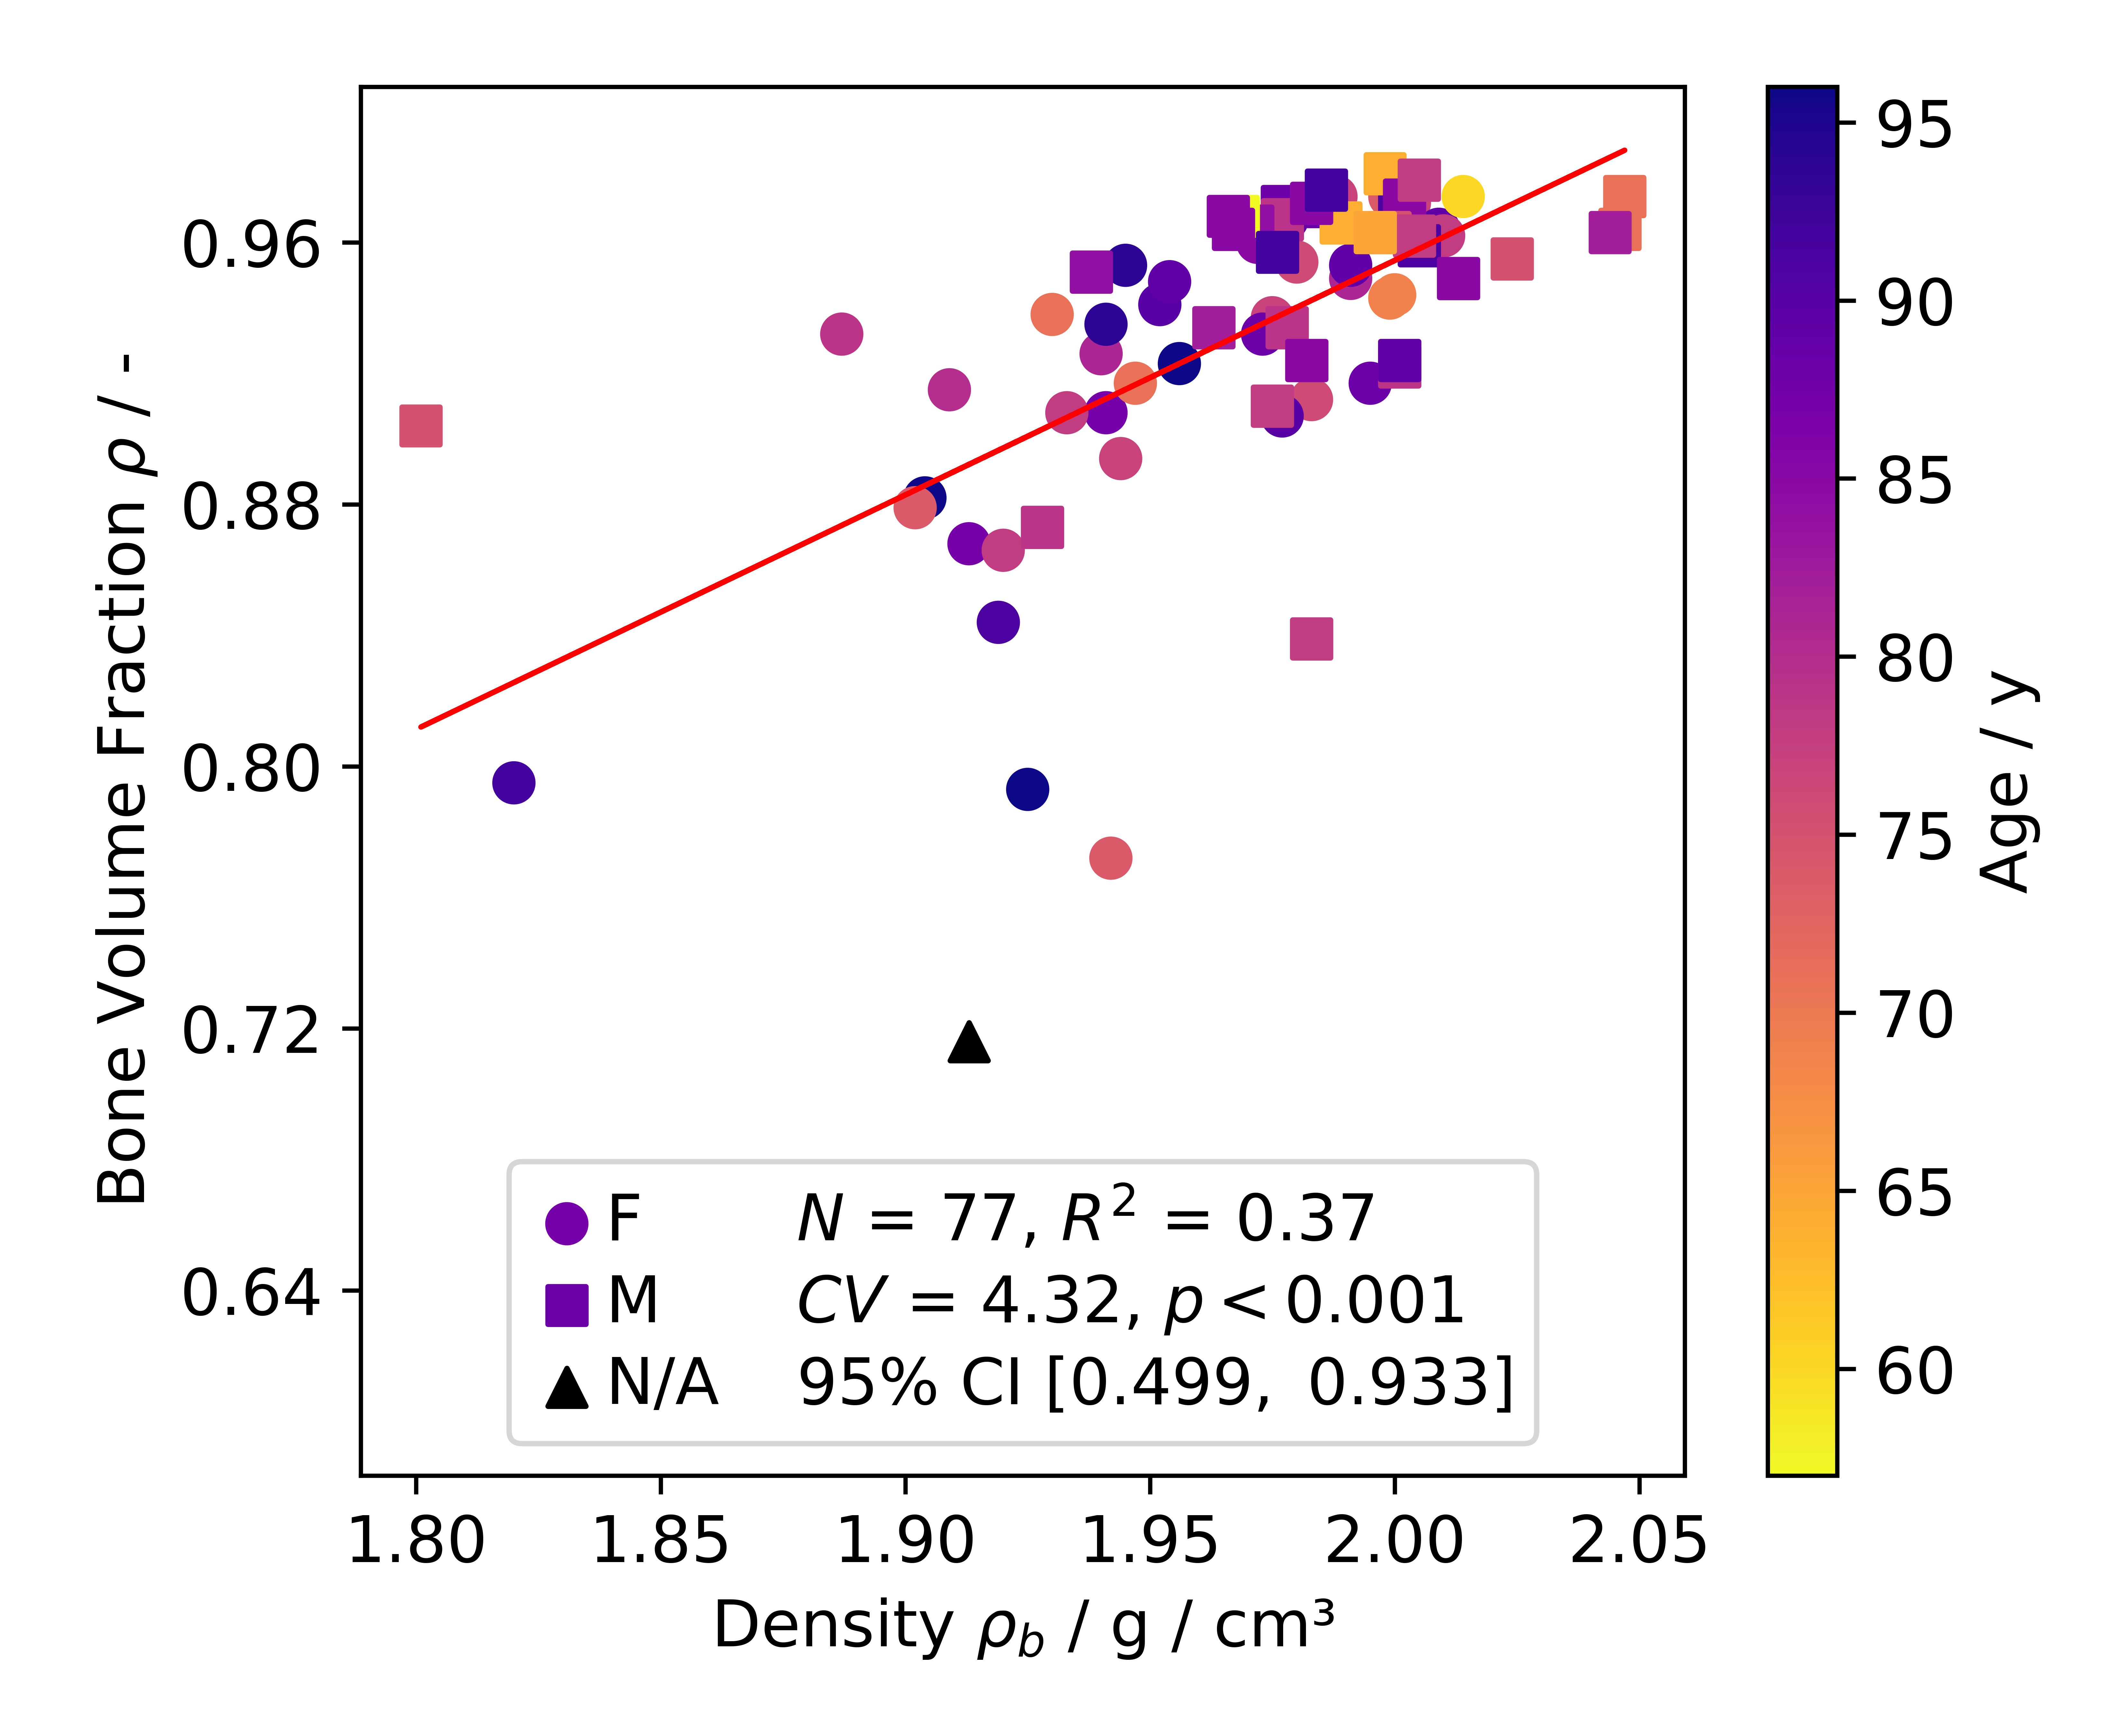 Bone Volume Fraction ρ / -
0.96
0.88
0.80
0.72
0.64
F
M
N/A
N = 77, R² = 0.37
CV = 4.32, p < 0.001
95% CI [0.499, 0.933]
1.80 1.85 1.90 1.95 2.00 2.05
Density ρb / g / cm³
95
90
85
80
75
70
65
60
Age / y